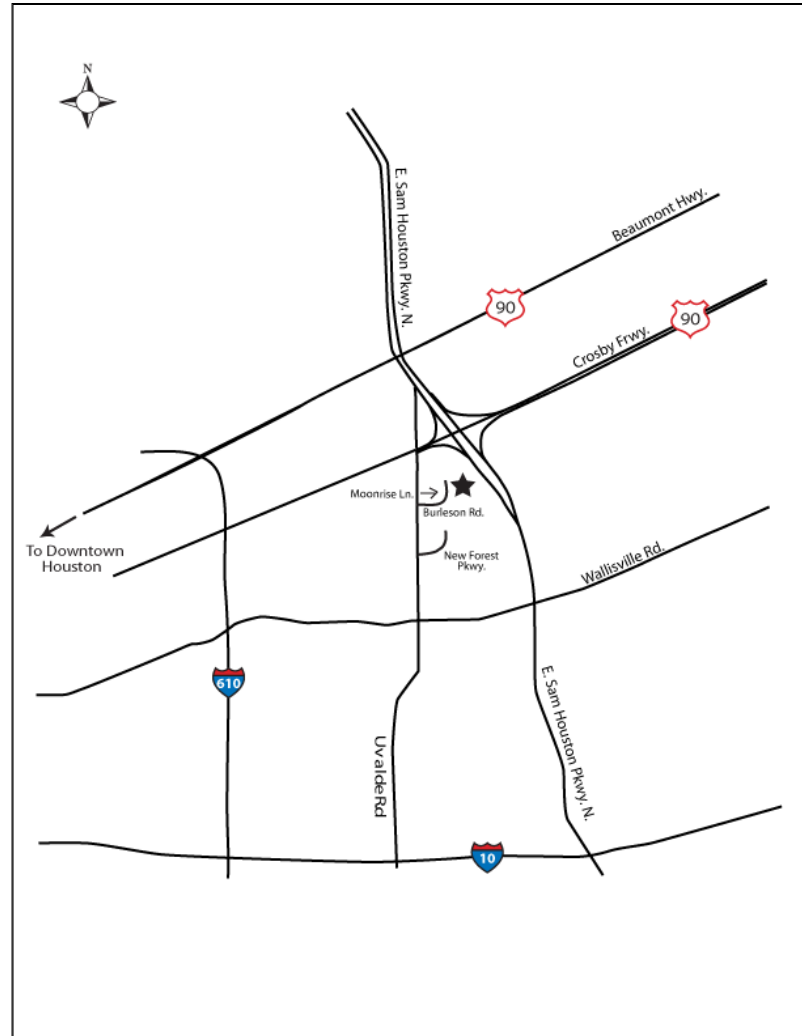 N
E. Sam Houston Pkwy. N.
Beaumont Hwy.
90
90
Crosby Frwy.
Moonrise Ln.
Burleson Rd.
To Downtown
Houston
New Forest
Pkwy.
Wallisville Rd.
610
E. Sam Houston Pkwy. N.
Uvalde Rd
10